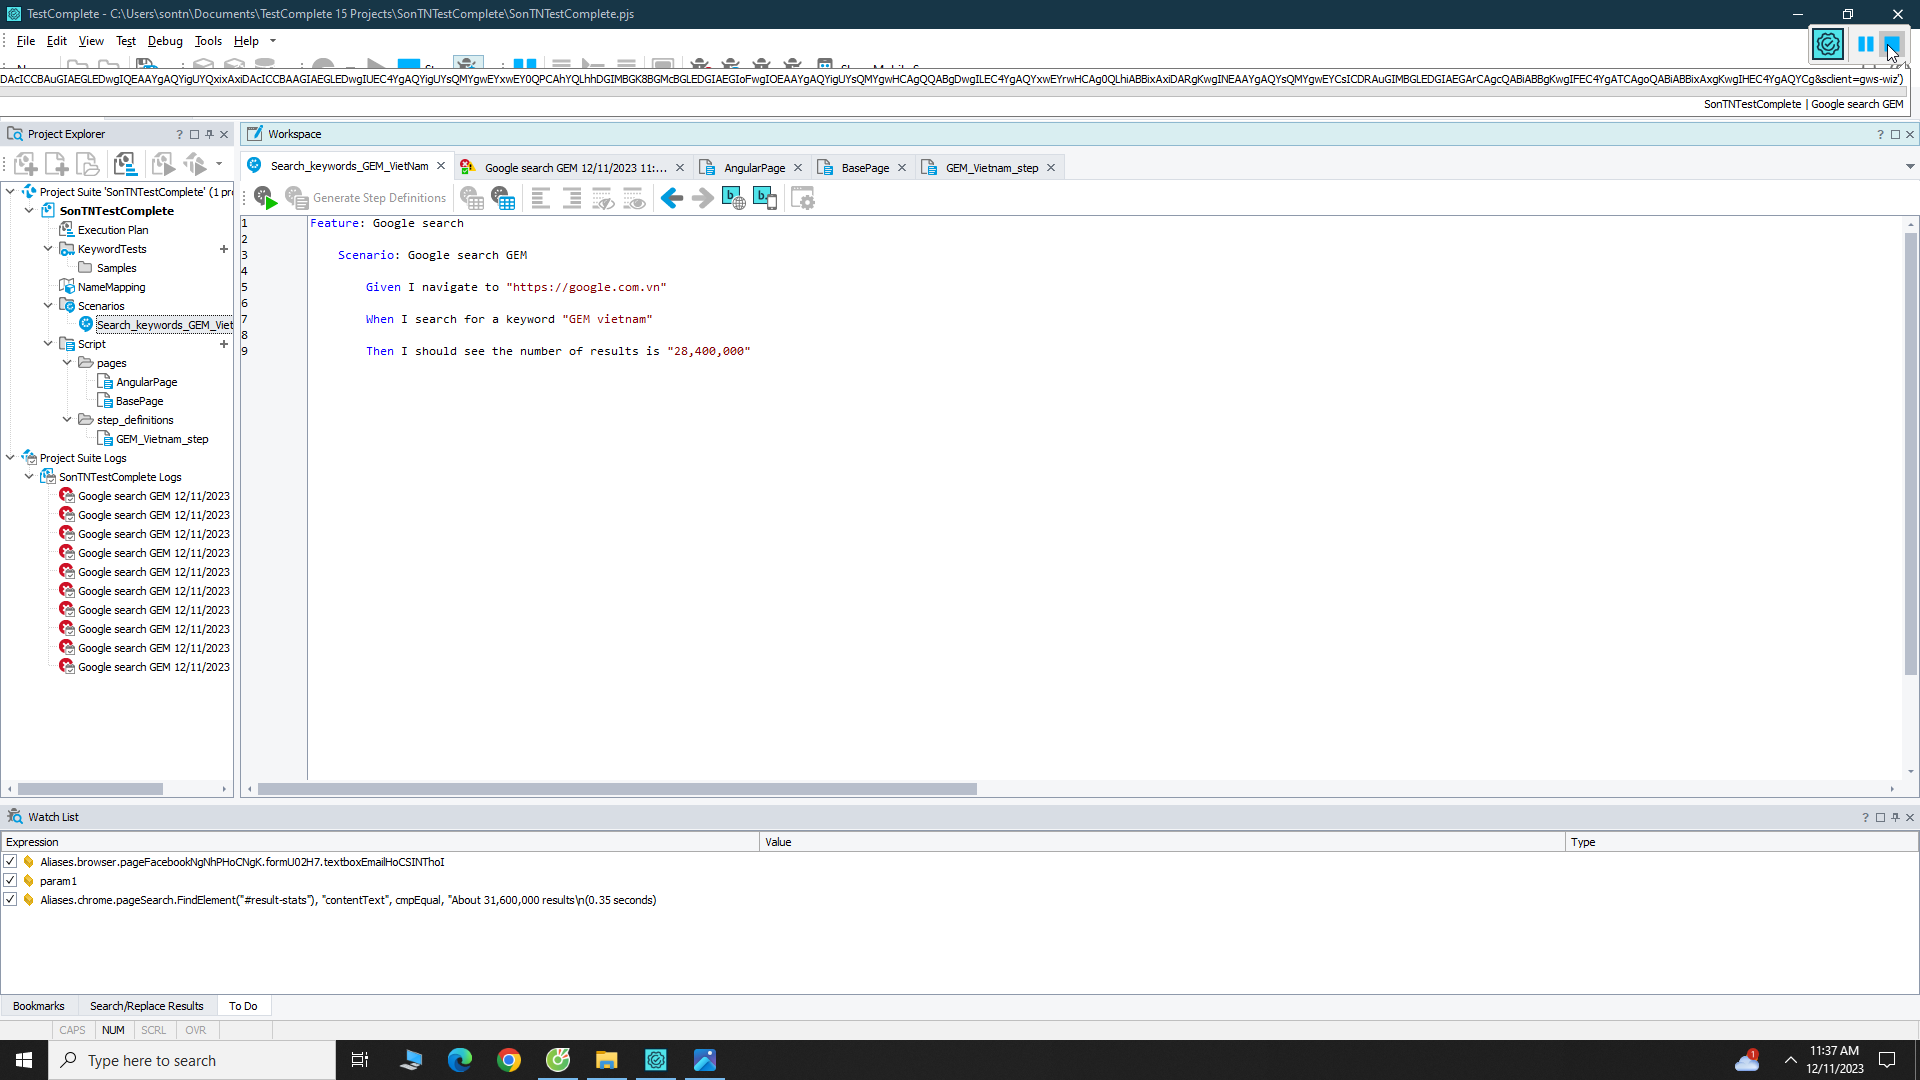 TestComplete - C:\Users\sontn\Documents\TestComplete 15 Projects\SonTNTestComplete\SonTNTestComplete.pjs
File Edit View Test Debug Tools Help
SonTNTestComplete | Google search GEM
Project Explorer
Workspace
Search_keywords_GEM_VietNam
Google search GEM 12/11/2023 11:...
AngularPage
BasePage
GEM_Vietnam_step
Generate Step Definitions
Project Suite 'SonTNTestComplete' (1 pr
SonTNTestComplete
Execution Plan
KeywordTests
Samples
NameMapping
Scenarios
Search_keywords_GEM_Viet
Script
pages
AngularPage
BasePage
step_definitions
GEM_Vietnam_step
Project Suite Logs
SonTNTestComplete Logs
Google search GEM 12/11/2023
Google search GEM 12/11/2023
Google search GEM 12/11/2023
Google search GEM 12/11/2023
Google search GEM 12/11/2023
Google search GEM 12/11/2023
Google search GEM 12/11/2023
Google search GEM 12/11/2023
Google search GEM 12/11/2023
Google search GEM 12/11/2023
1 Feature: Google search
2
3 Scenario: Google search GEM
4
5 Given I navigate to "https://google.com.vn"
6
7 When I search for a keyword "GEM vietnam"
8
9 Then I should see the number of results is "28,400,000"
Watch List
Expression Value Type
Aliases.browser.pageFacebookNgNhPHoCNgK.formU02H7.textboxEmailHoCSINThoI
param1
Aliases.chrome.pageSearch.FindElement("#result-stats"), "contentText", cmpEqual, "About 31,600,000 results\n(0.35 seconds)
Bookmarks Search/Replace Results To Do
CAPS NUM SCRL OVR
Type here to search
1
11:37 AM
12/11/2023